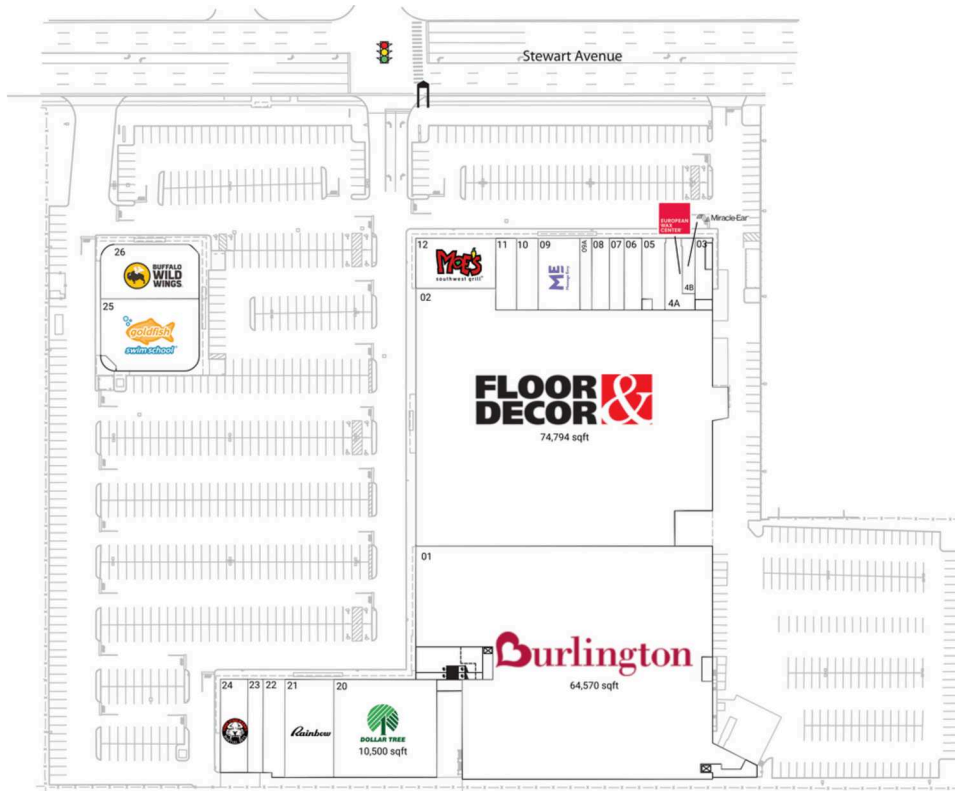 Stewart Avenue
EUROPEAN
WAX
CENTER
Miracle-Ear
12
MOE'S
southwest grill
11
10
09
ME
09A
08
07
06
05
03
4B
4A
26
BUFFALO
WILD
WINGS
25
goldfish
swim school
02
FLOOR
& DECOR
74,794 sqft
01
Burlington
64,570 sqft
24
23
22
21
20
Rainbow
DOLLAR TREE
10,500 sqft